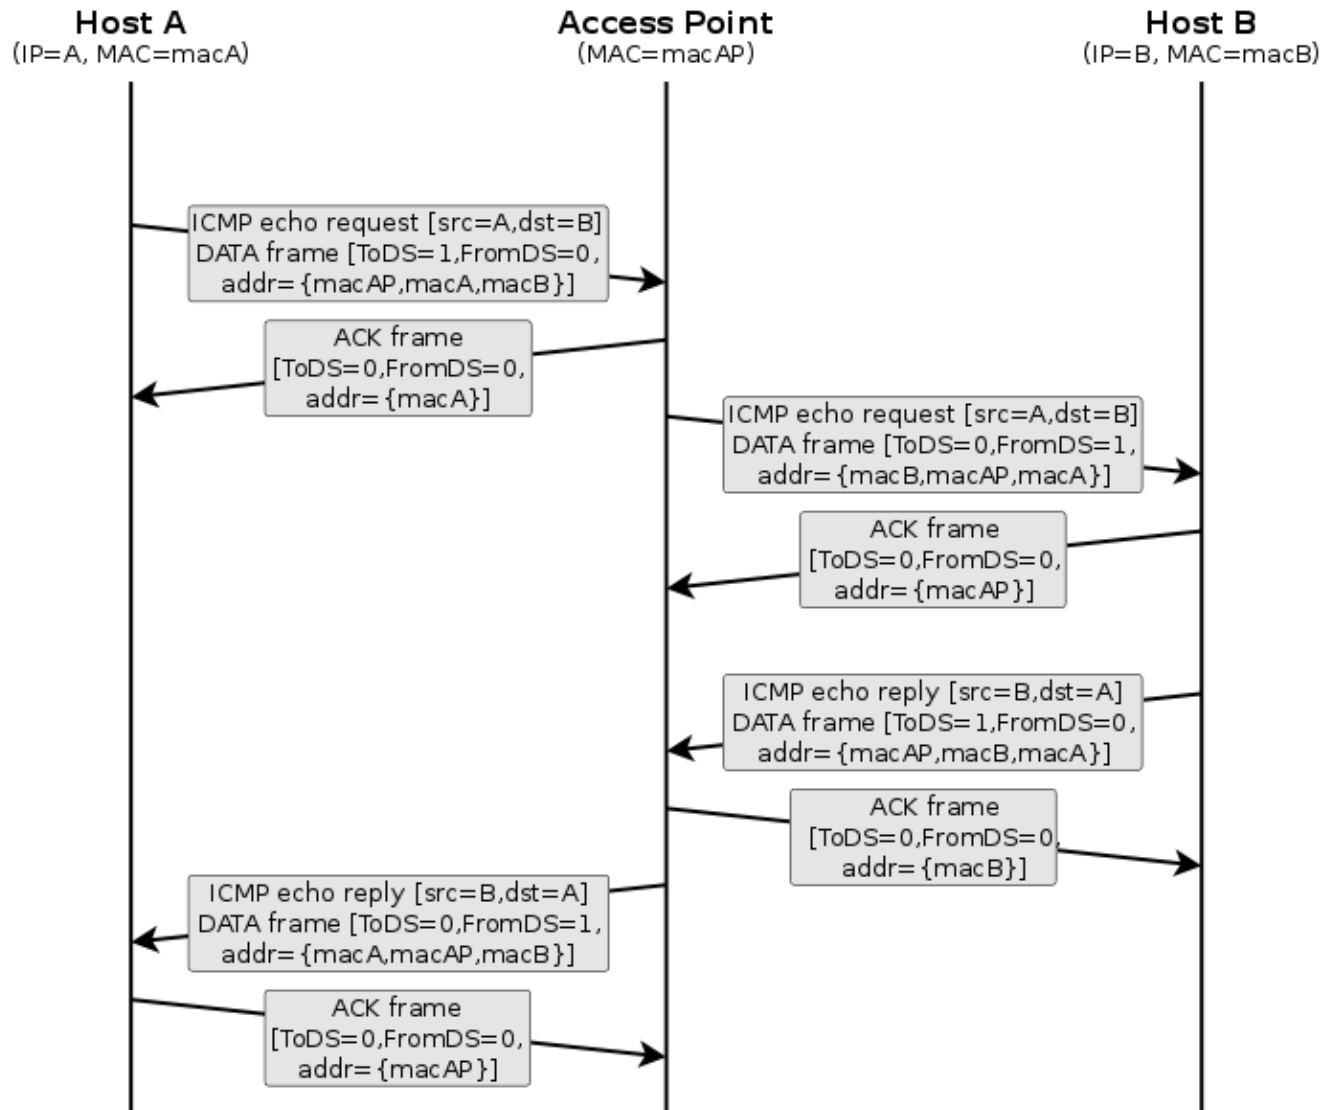 Host A
(IP=A, MAC=macA)
Access Point
(MAC=macAP)
Host B
(IP=B, MAC=macB)
ICMP echo request [src=A,dst=B]
DATA frame [ToDS=1,FromDS=0,
addr={macAP,macA,macB}]
ACK frame
[ToDS=0,FromDS=0,
addr={macA}]
ICMP echo request [src=A,dst=B]
DATA frame [ToDS=0,FromDS=1,
addr={macB,macAP,macA}]
ACK frame
[ToDS=0,FromDS=0,
addr={macAP}]
ICMP echo reply [src=B,dst=A]
DATA frame [ToDS=1,FromDS=0,
addr={macAP,macB,macA}]
ACK frame
[ToDS=0,FromDS=0,
addr={macB}]
ICMP echo reply [src=B,dst=A]
DATA frame [ToDS=0,FromDS=1,
addr={macA,macAP,macB}]
ACK frame
[ToDS=0,FromDS=0,
addr={macAP}]